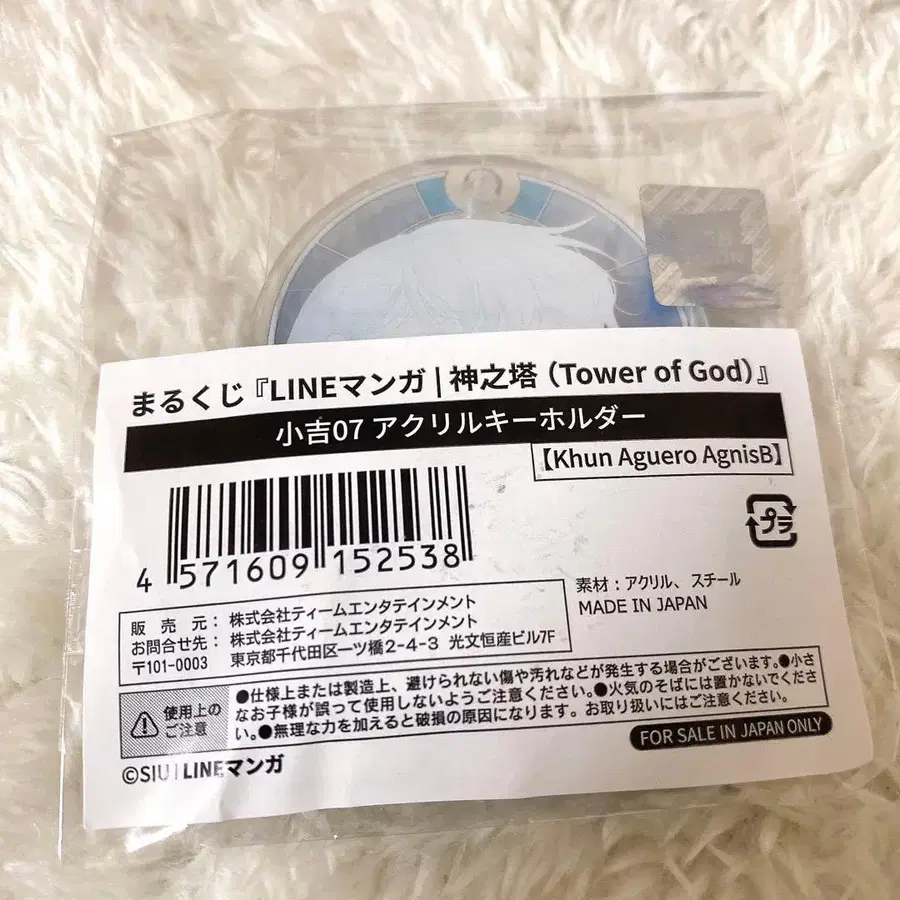 まるくじ『LINEマンガ | 神之塔（Tower of God）』
小吉07 アクリルキーホルダー
【Khun Aguero AgnisB】
4 571609 152538
プラ
素材：アクリル、スチール
MADE IN JAPAN
販 売 元： 株式会社ティームエンタテインメント
お問合せ先： 株式会社ティームエンタテインメント
〒101-0003 東京都千代田区一ツ橋2-4-3 光文恒産ビル7F
使用上の
ご注意
●仕様上または製造上、避けられない傷や汚れなどが発生する場合がございます。●小さ
なお子様が誤って使用しないようご注意ください。●火気のそばには置かないでくださ
い。●無理な力を加えると破損の原因になります。お取り扱いにはご注意ください。
FOR SALE IN JAPAN ONLY
©SIU | LINEマンガ